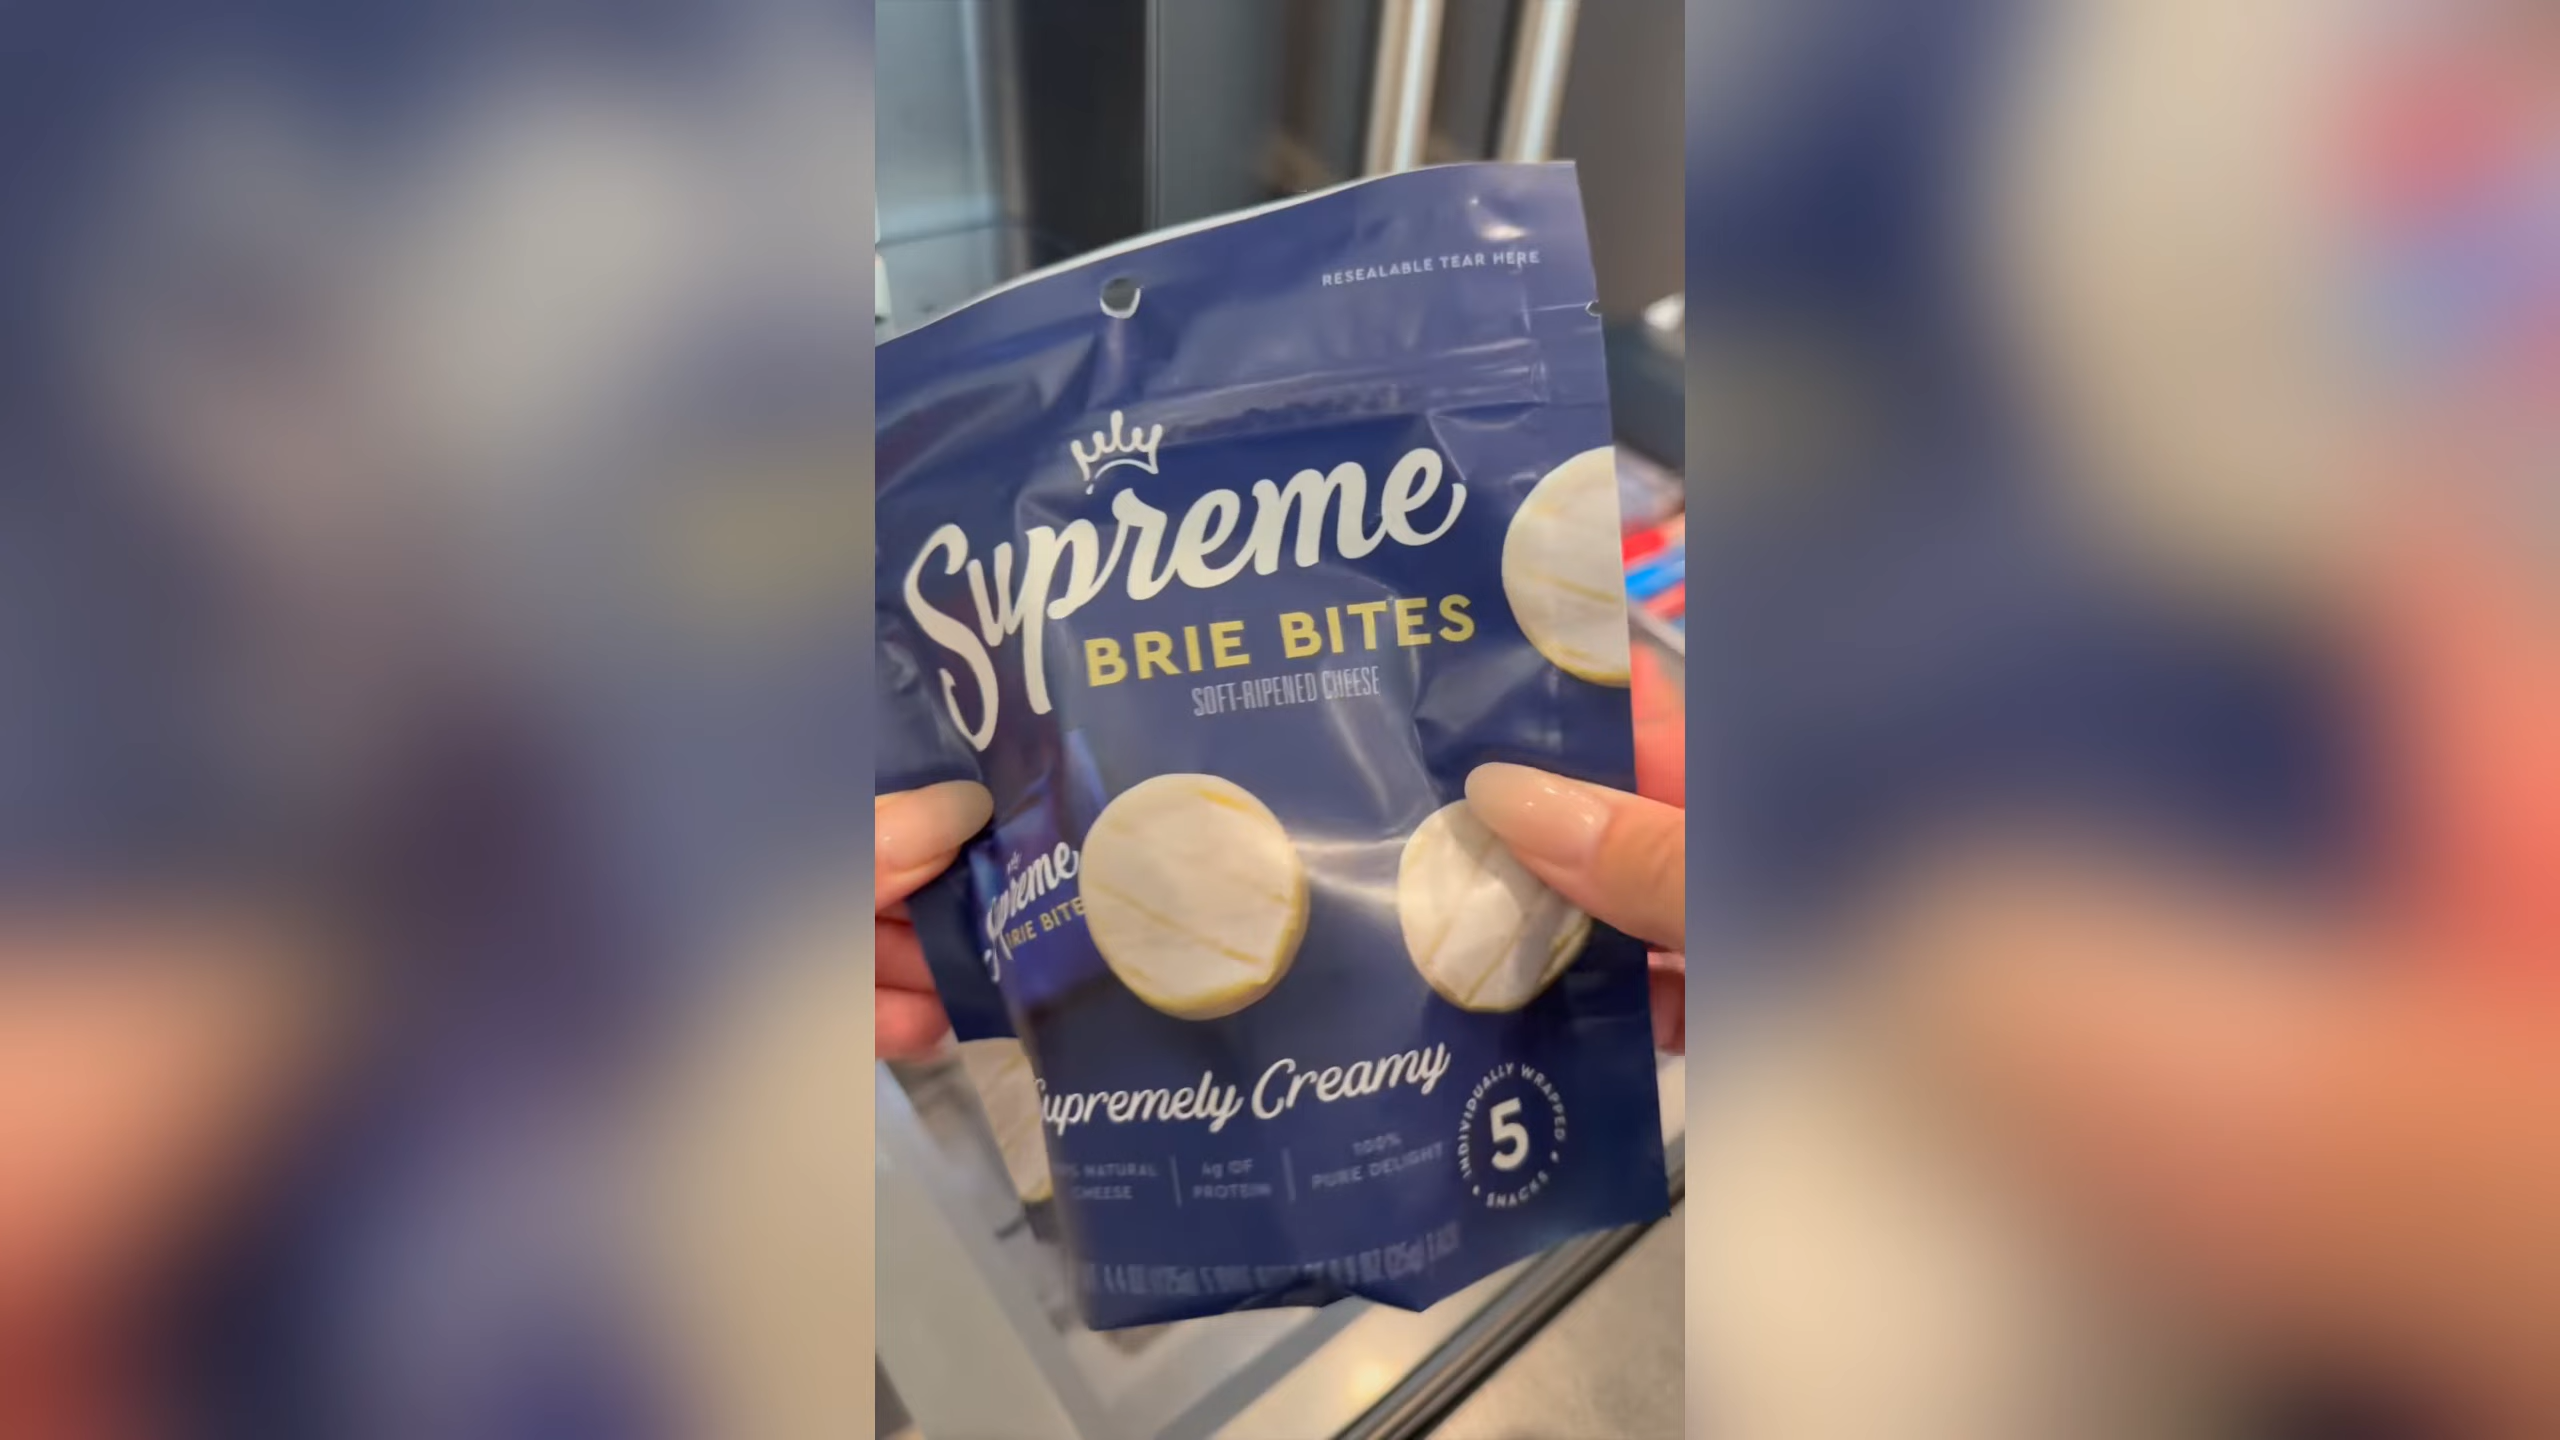 RESEALABLE TEAR HERE
Supreme
BRIE BITES
SOFT-RIPENED CHEESE
Supreme
BRIE BITE
Supremely Creamy
NATURAL
CHEESE
4g OF
PROTEIN
100%
PURE DELIGHT
INDIVIDUALLY WRAPPED
5
SNACKS